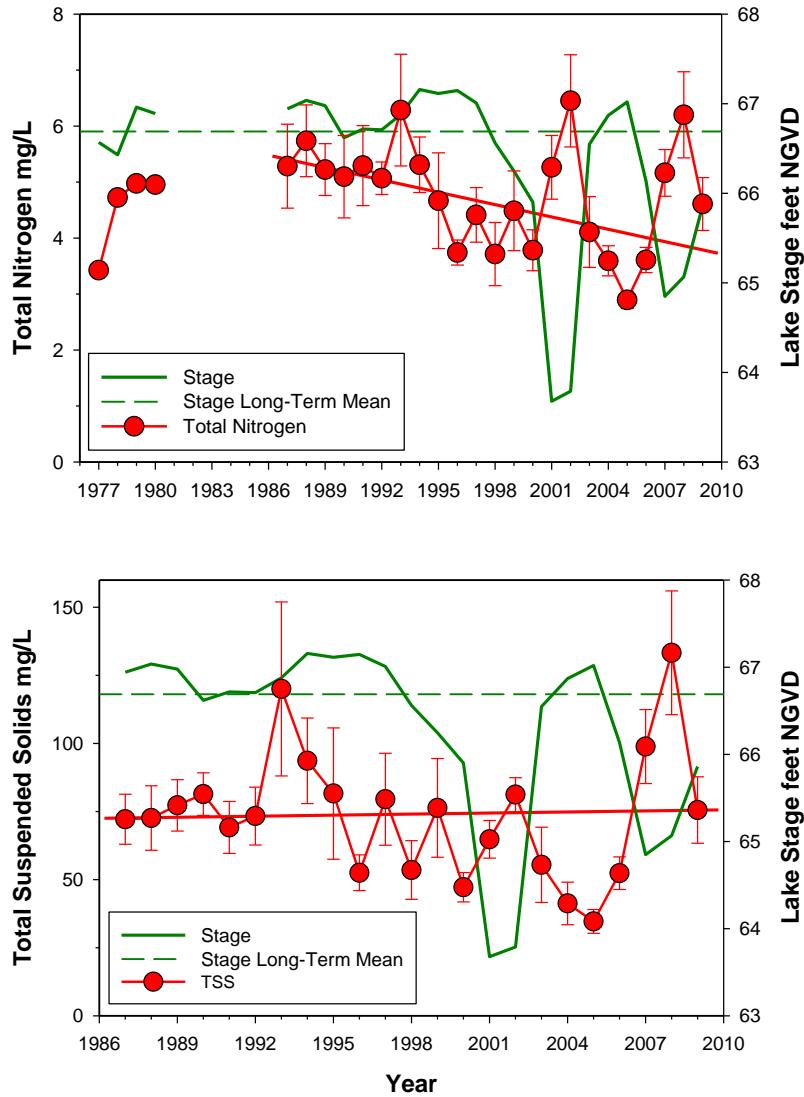 Total Nitrogen mg/L
8
6
4
2
0
68
67
66
65
64
63
Lake Stage feet NGVD
Stage
Stage Long-Term Mean
Total Nitrogen
1977 1980 1983 1986 1989 1992 1995 1998 2001 2004 2007 2010
Total Suspended Solids mg/L
150
100
50
0
68
67
66
65
64
63
Lake Stage feet NGVD
Stage
Stage Long-Term Mean
TSS
1986 1989 1992 1995 1998 2001 2004 2007 2010
Year